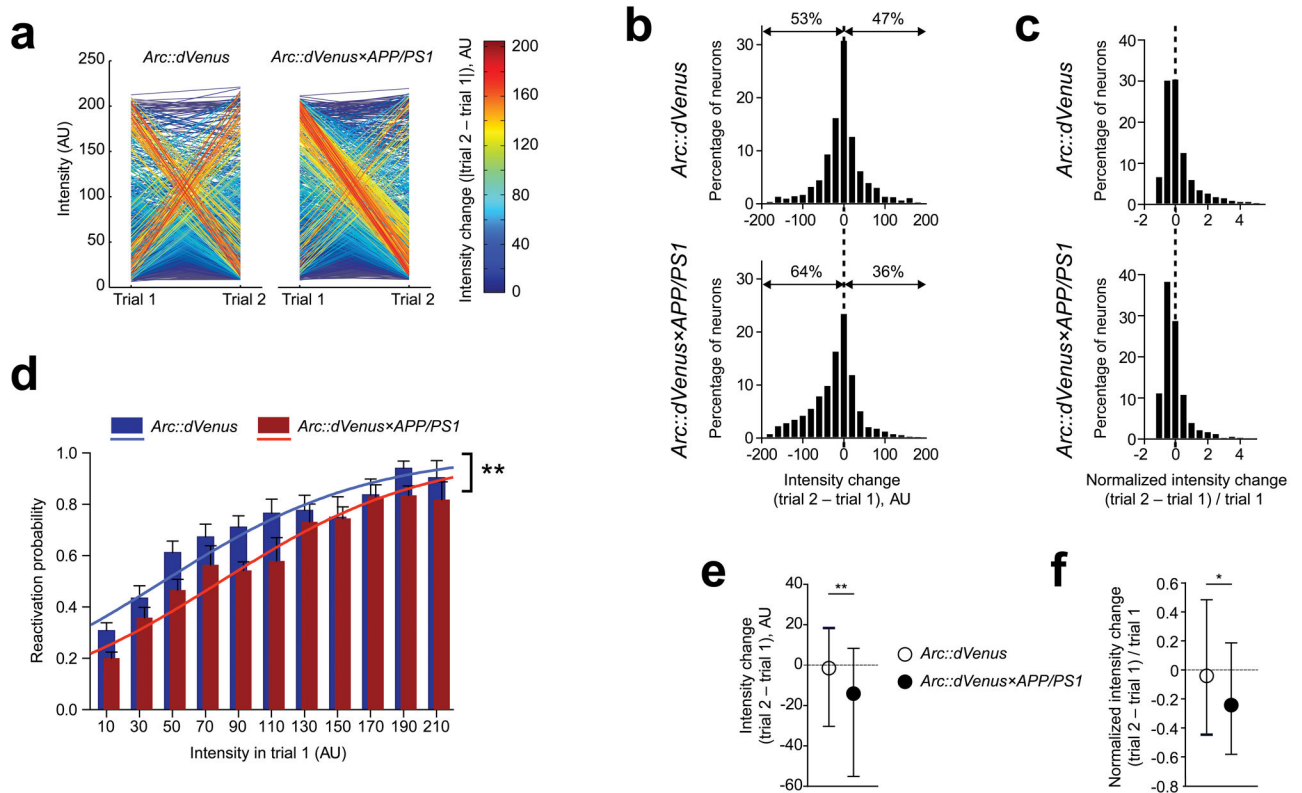 a
Arc::dVenus
Arc::dVenus×APP/PS1
250
200
150
100
50
0
Intensity (AU)
Trial 1
Trial 2
Trial 1
Trial 2
200
160
120
80
40
0
Intensity change (|trial 2 – trial 1|), AU
b
Arc::dVenus
53%
47%
30
20
10
0
Percentage of neurons
-200
-100
0
100
200
Arc::dVenus×APP/PS1
64%
36%
30
20
10
0
Percentage of neurons
-200
-100
0
100
200
Intensity change
(trial 2 – trial 1), AU
c
Arc::dVenus
40
30
20
10
0
Percentage of neurons
-2
0
2
4
Arc::dVenus×APP/PS1
40
40
20
10
0
Percentage of neurons
-2
0
2
4
Normalized intensity change
(trial 2 – trial 1) / trial 1
d
Arc::dVenus
Arc::dVenus×APP/PS1
1.0
0.8
0.6
0.4
0.2
0.0
Reactivation probability
**
10
30
50
70
90
110
130
150
170
190
210
Intensity in trial 1 (AU)
e
40
20
0
-20
-40
-60
Intensity change
(trial 2 – trial 1), AU
**
Arc::dVenus
Arc::dVenus×APP/PS1
f
0.6
0.4
0.2
0
-0.2
-0.4
-0.6
-0.8
Normalized intensity change
(trial 2 – trial 1) / trial 1
*